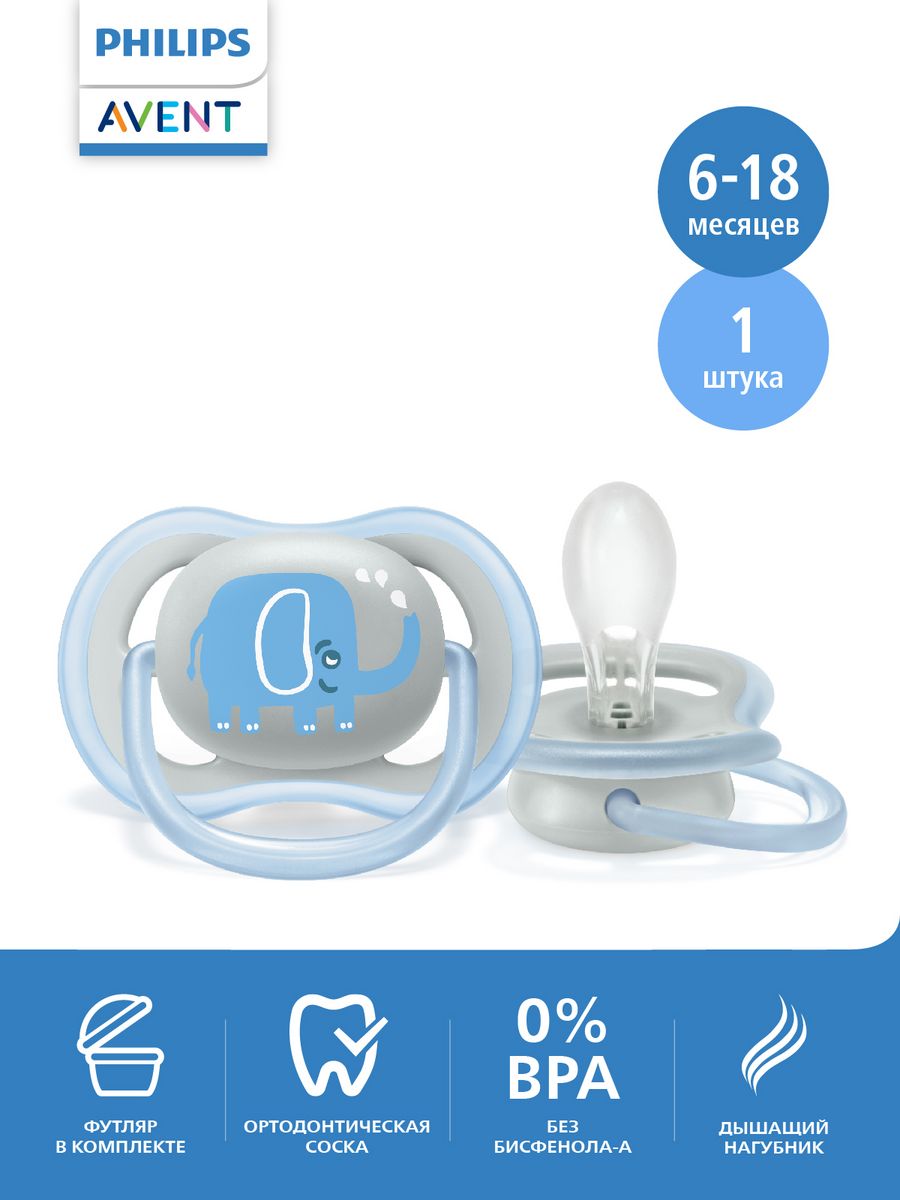 PHILIPS
AVENT
6-18
месяцев
1
штука
ФУТЛЯР
В КОМПЛЕКТЕ
ОРТОДОНТИЧЕСКАЯ
СОСКА
0%
BPA
БЕЗ
БИСФЕНОЛА-А
ДЫШАЩИЙ
НАГУБНИК